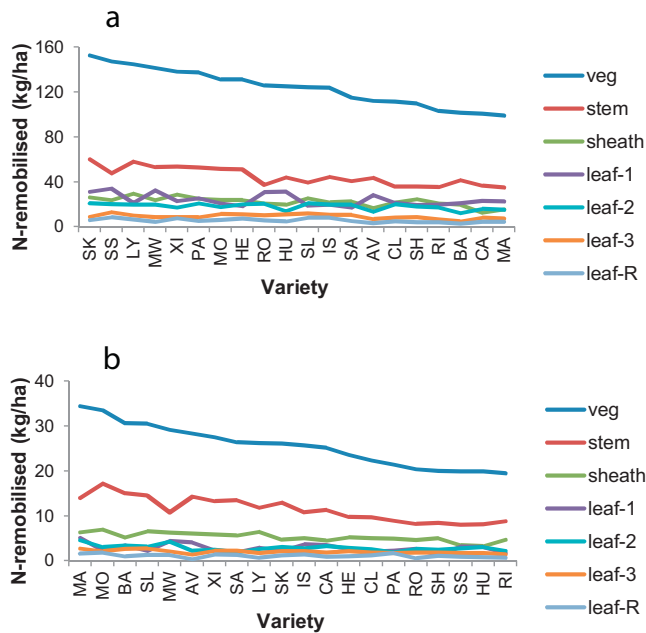 a
N-remobilised (kg/ha)
160
120
80
40
0
SK SS LY MW XI PA MO HE RO HU SL IS SA AV CL SH RI BA CA MA
Variety
veg
stem
sheath
leaf-1
leaf-2
leaf-3
leaf-R
b
N-remobilised (kg/ha)
40
30
20
10
0
MA MO BA SL MW AV XI SA LY SK IS CA HE CL PA RO SH SS HU RI
Variety
veg
stem
sheath
leaf-1
leaf-2
leaf-3
leaf-R